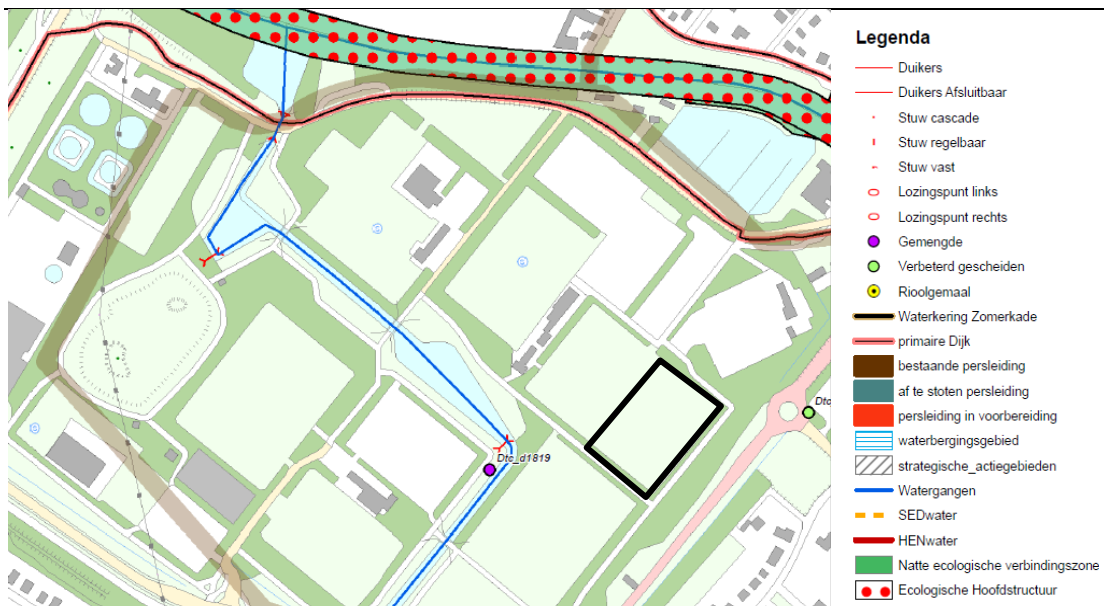 Legenda
Duikers
Duikers Afsluitbaar
Stuw cascade
Stuw regelbaar
Stuw vast
Lozingspunt links
Lozingspunt rechts
Gemengde
Verbeterd gescheiden
Rioolgemaal
Waterkering Zomerkade
primaire Dijk
bestaande persleiding
af te stoten persleiding
persleiding in voorbereiding
waterbergingsgebied
strategische_actiegebieden
Watergangen
SEDwater
HENwater
Natte ecologische verbindingszone
Ecologische Hoofdstructuur
Dtc
Dtc_d1819